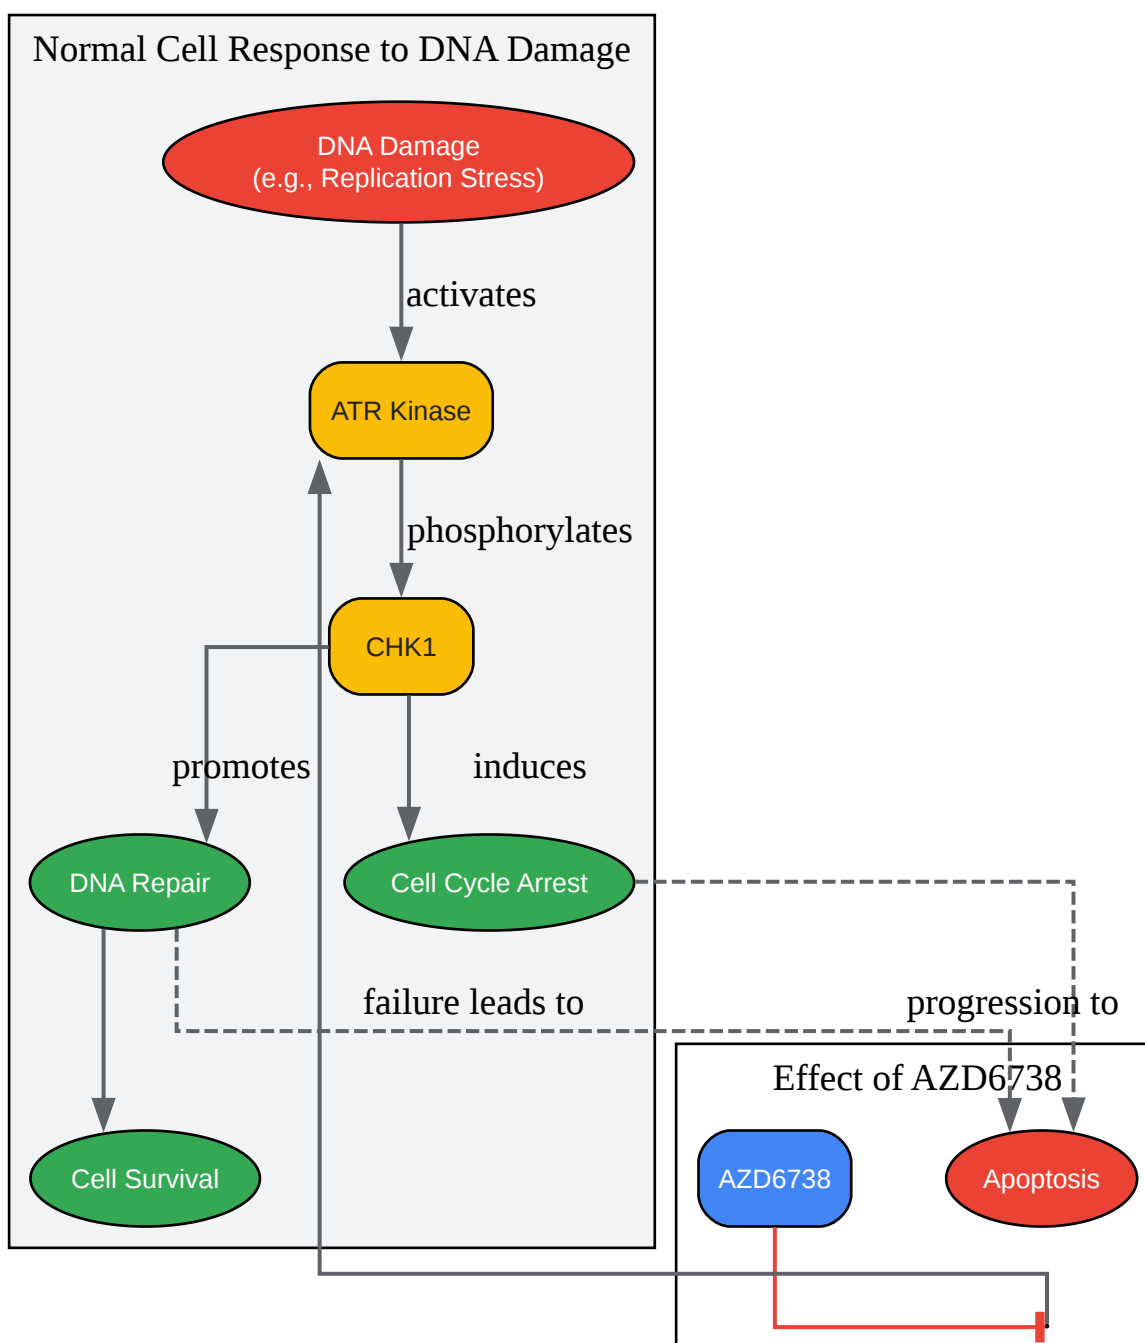 Normal Cell Response to DNA Damage
DNA Damage
(e.g., Replication Stress)
activates
ATR Kinase
phosphorylates
CHK1
promotes
induces
DNA Repair
Cell Cycle Arrest
failure leads to
progression to
Effect of AZD6738
Cell Survival
AZD6738
Apoptosis